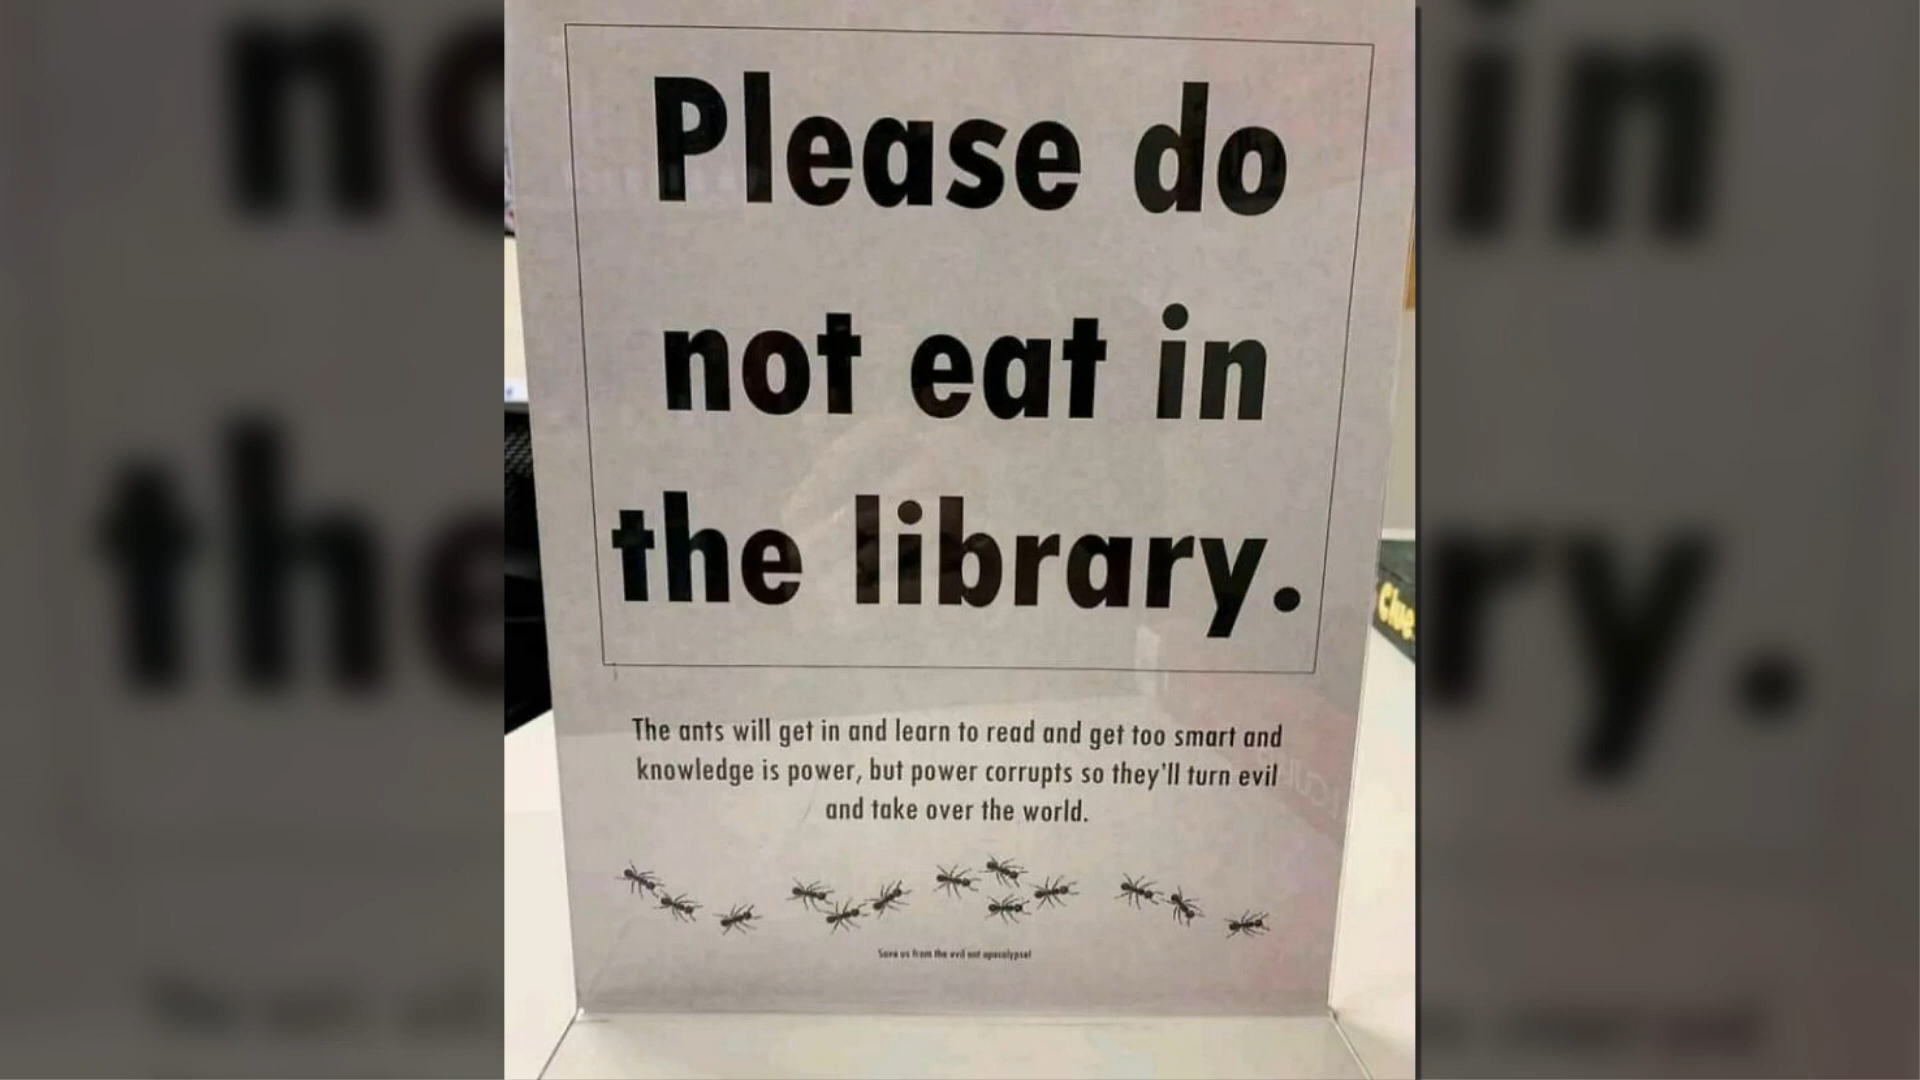 Please do
not eat in
the library.
The ants will get in and learn to read and get too smart and
knowledge is power, but power corrupts so they'll turn evil
and take over the world.
Save us from the evil ant apocalypse!
Clue